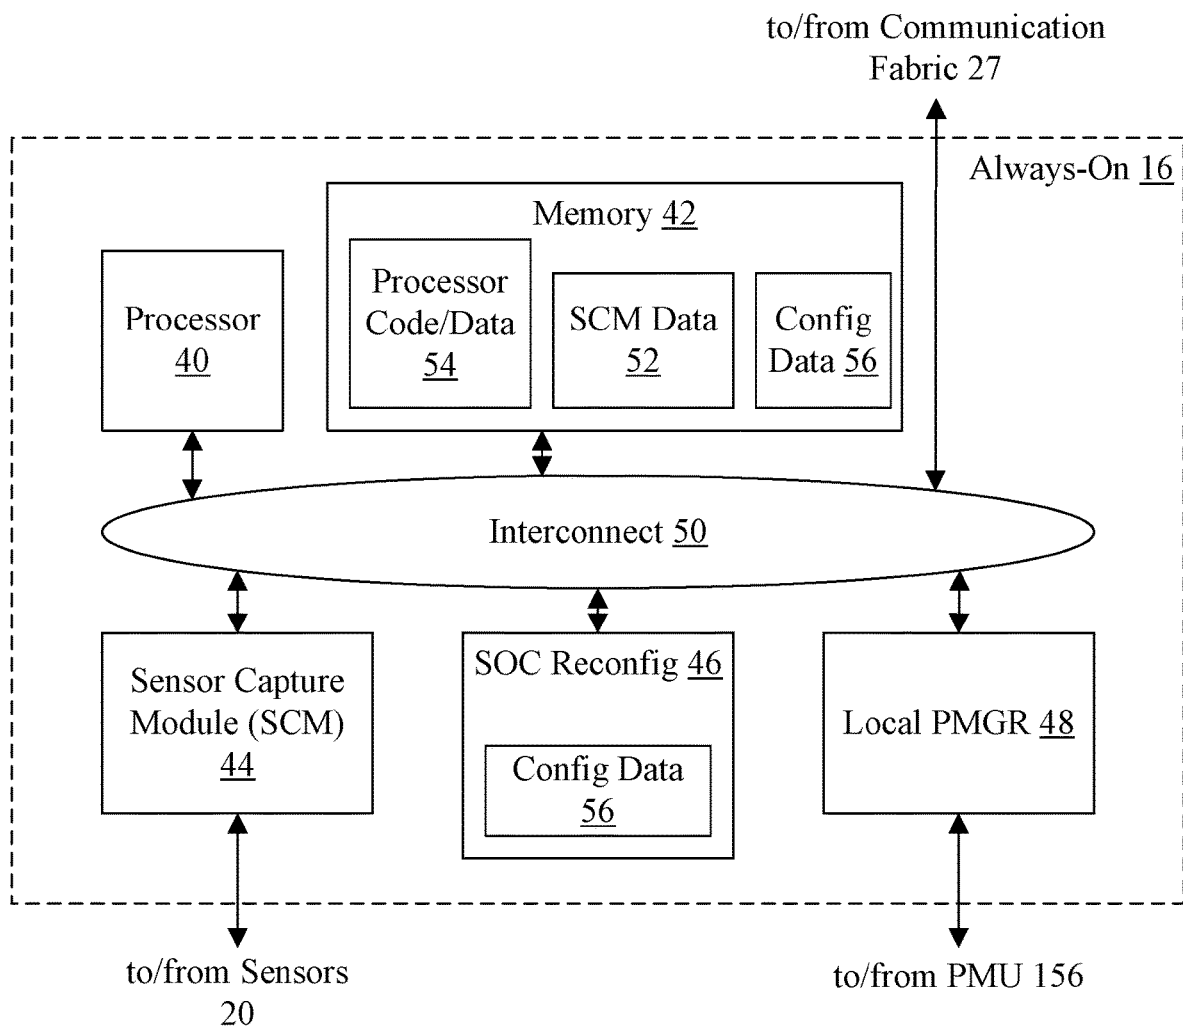 to/from Communication
Fabric 27
Always-On 16
Memory 42
Processor
40
Processor
Code/Data
54
SCM Data
52
Config
Data 56
Interconnect 50
Sensor Capture
Module (SCM)
44
SOC Reconfig 46
Config Data
56
Local PMGR 48
to/from Sensors
20
to/from PMU 156